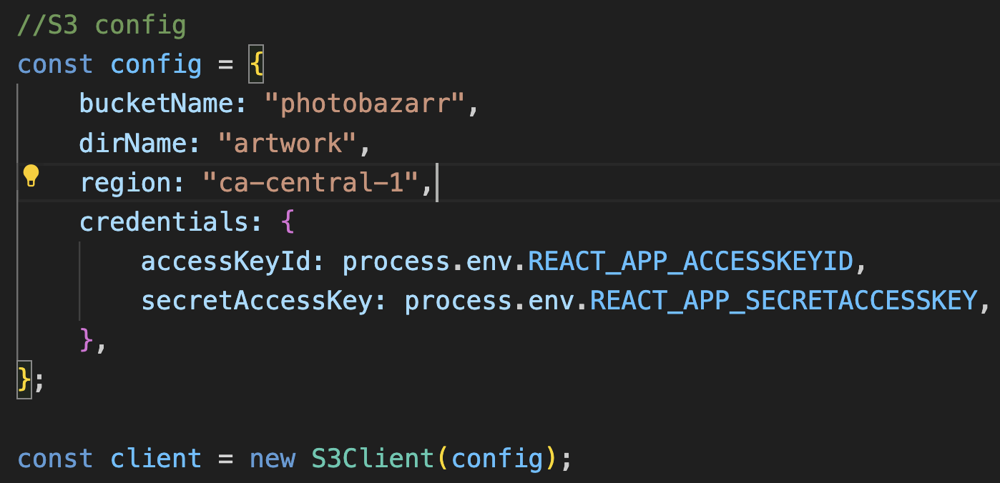 //S3 config
const config = {
    bucketName: "photobazarr",
    dirName: "artwork",
    region: "ca-central-1",
    credentials: {
        accessKeyId: process.env.REACT_APP_ACCESSKEYID,
        secretAccessKey: process.env.REACT_APP_SECRETACCESSKEY,
    },
};
const client = new S3Client(config);